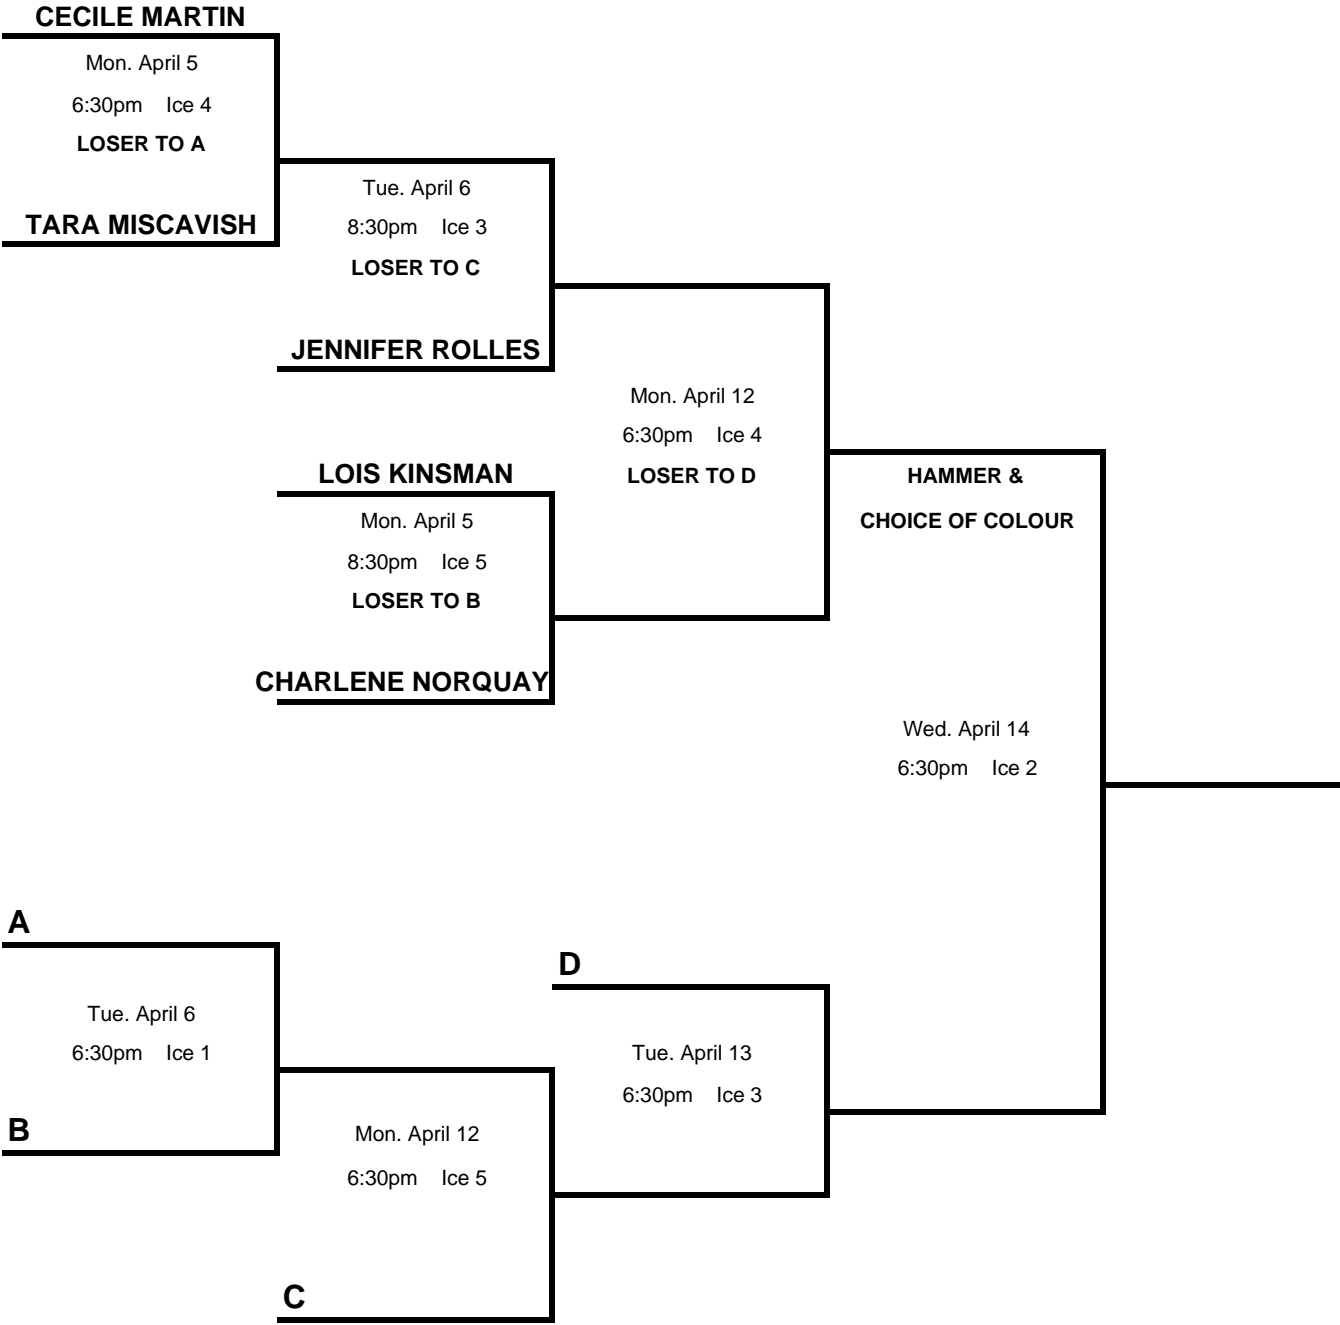 CECILE MARTIN
Mon. April 5
6:30pm Ice 4
LOSER TO A
TARA MISCAVISH
Tue. April 6
8:30pm Ice 3
LOSER TO C
JENNIFER ROLLES
Mon. April 12
6:30pm Ice 4
LOSER TO D
LOIS KINSMAN
Mon. April 5
8:30pm Ice 5
LOSER TO B
CHARLENE NORQUAY
HAMMER &
CHOICE OF COLOUR
Wed. April 14
6:30pm Ice 2
A
Tue. April 6
6:30pm Ice 1
B
Mon. April 12
6:30pm Ice 5
C
D
Tue. April 13
6:30pm Ice 3